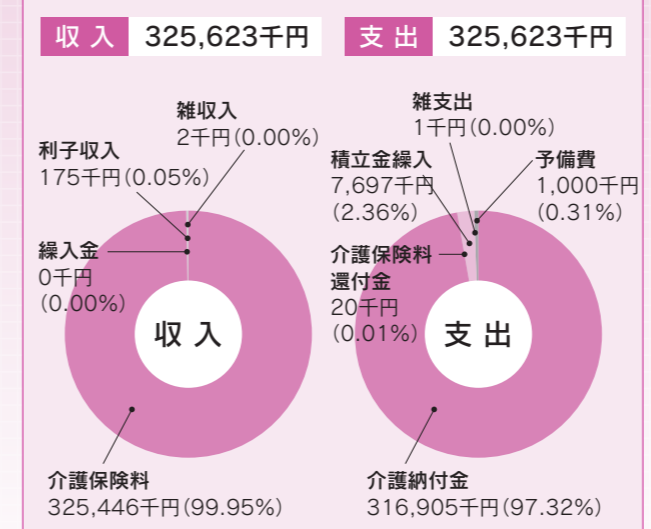 収入 325,623千円
雑収入
2千円(0.00%)
利子収入
175千円(0.05%)
繰入金
0千円
(0.00%)
収入
介護保険料
325,446千円(99.95%)
支出 325,623千円
雑支出
1千円(0.00%)
積立金繰入
7,697千円
(2.36%)
予備費
1,000千円
(0.31%)
介護保険料
還付金
20千円
(0.01%)
支出
介護納付金
316,905千円(97.32%)